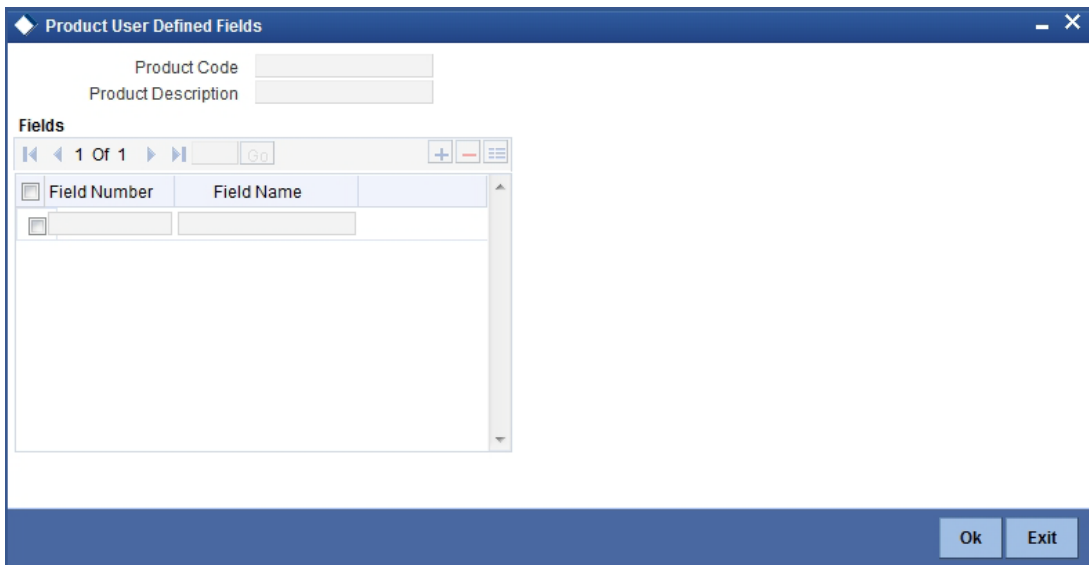 Product User Defined Fields
Product Code
Product Description
Fields
1 Of 1 Go
Field Number Field Name
Ok Exit